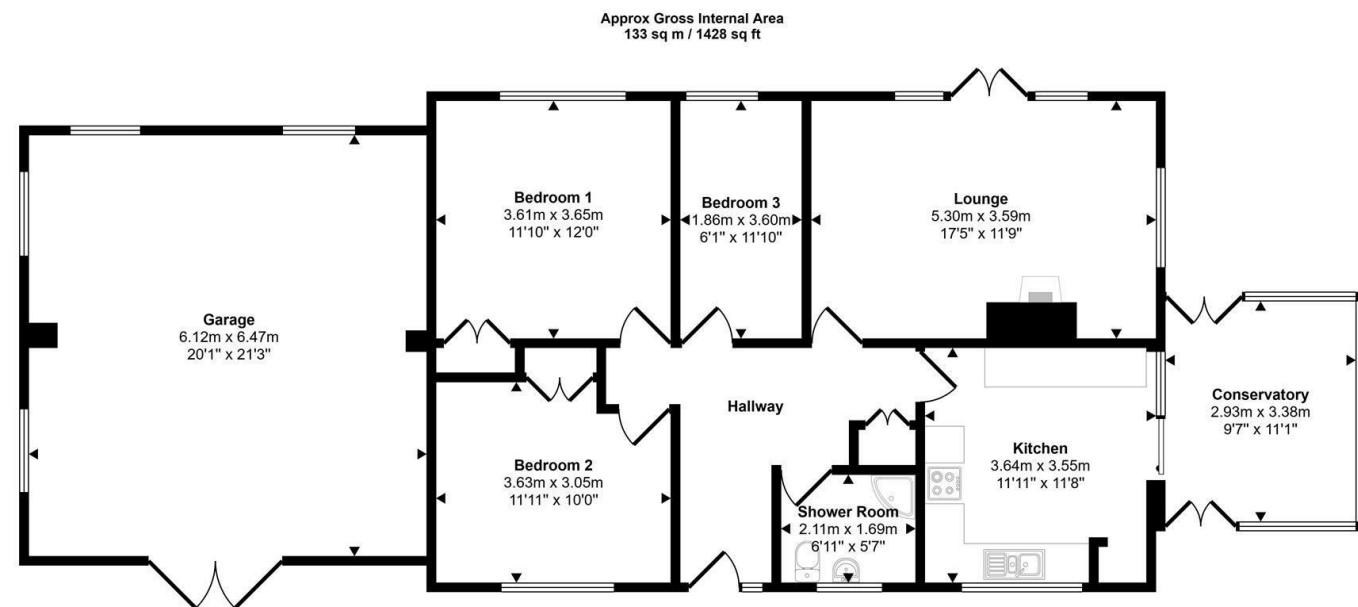 Approx Gross Internal Area
133 sq m / 1428 sq ft
Bedroom 1
3.61m x 3.65m
11'10" x 12'0"
Bedroom 3
1.86m x 3.60m
6'1" x 11'10"
Lounge
5.30m x 3.59m
17'5" x 11'9"
Garage
6.12m x 6.47m
20'1" x 21'3"
Hallway
Conservatory
2.93m x 3.38m
9'7" x 11'1"
Bedroom 2
3.63m x 3.05m
11'11" x 10'0"
Kitchen
3.64m x 3.55m
11'11" x 11'8"
Shower Room
2.11m x 1.69m
6'11" x 5'7"